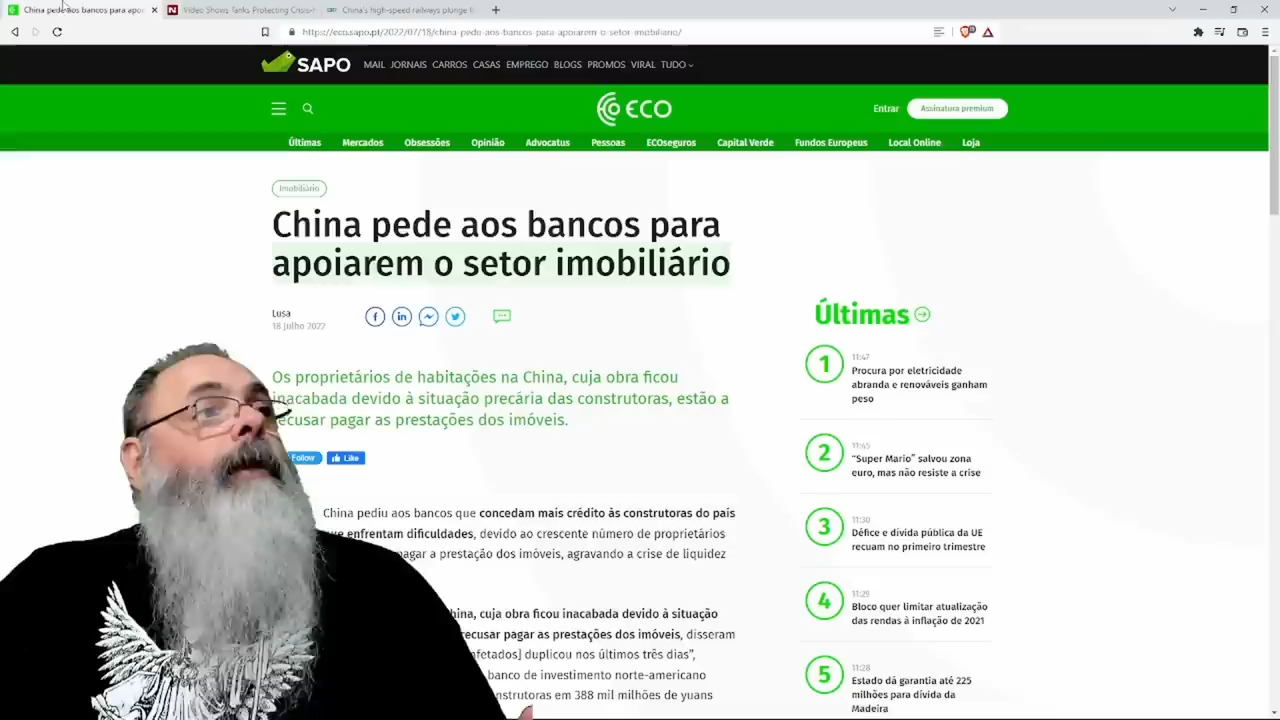 China pede aos bancos para apoi
Video Shows Tanks Protecting Crisis-H
China's high-speed railways plunge fr
https://eco.sapo.pt/2022/07/18/china-pede-aos-bancos-para-apoiarem-o-setor-imobiliario/
SAPO MAIL JORNAIS CARROS CASAS EMPREGO BLOGS PROMOS VIRAL TUDO
ECO
Entrar Assinatura premium
Últimas Mercados Obsessões Opinião Advocatus Pessoas ECOseguros Capital Verde Fundos Europeus Local Online Loja
Imobiliário
China pede aos bancos para
apoiarem o setor imobiliário
Lusa
18 Julho 2022
Os proprietários de habitações na China, cuja obra ficou
inacabada devido à situação precária das construtoras, estão a
recusar pagar as prestações dos imóveis.
Follow Like
China pediu aos bancos que concedam mais crédito às construtoras do país
que enfrentam dificuldades, devido ao crescente número de proprietários
pagar a prestação dos imóveis, agravando a crise de liquidez
hina, cuja obra ficou inacabada devido à situação
recusar pagar as prestações dos imóveis, disseram
afetados] duplicou nos últimos três dias”,
banco de investimento norte-americano
nstrutoras em 388 mil milhões de yuans
Últimas
1
11:47
Procura por eletricidade
abranda e renováveis ganham
peso
2
11:45
“Super Mario” salvou zona
euro, mas não resiste a crise
3
11:30
Défice e dívida pública da UE
recuam no primeiro trimestre
4
11:29
Bloco quer limitar atualização
das rendas à inflação de 2021
5
11:28
Estado dá garantia até 225
milhões para dívida da
Madeira